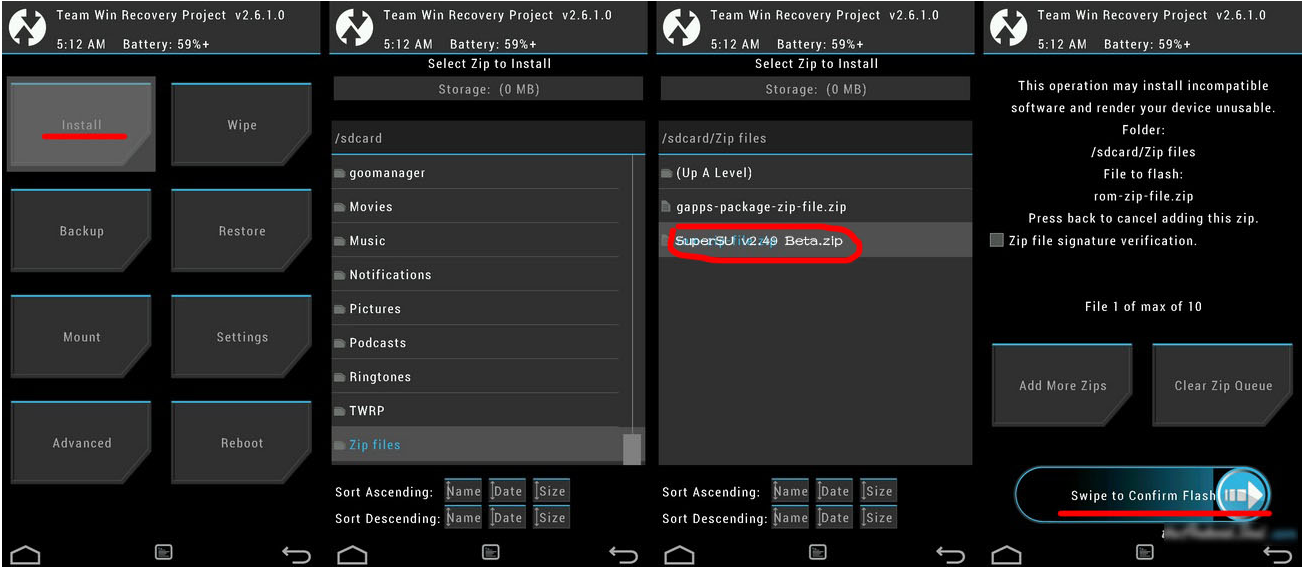 Team Win Recovery Project v2.6.1.0
5:12 AM Battery: 59%+
Install
Wipe
Backup
Restore
Mount
Settings
Advanced
Reboot
Team Win Recovery Project v2.6.1.0
5:12 AM Battery: 59%+
Select Zip to Install
Storage: (0 MB)
/sdcard
goomanager
Movies
Music
Notifications
Pictures
Podcasts
Ringtones
TWRP
Zip files
Sort Ascending: Name Date Size
Sort Descending: Name Date Size
Team Win Recovery Project v2.6.1.0
5:12 AM Battery: 59%+
Select Zip to Install
Storage: (0 MB)
/sdcard/Zip files
(Up A Level)
gapps-package-zip-file.zip
SuperSU v2.49 Beta.zip
Sort Ascending: Name Date Size
Sort Descending: Name Date Size
Team Win Recovery Project v2.6.1.0
5:12 AM Battery: 59%+
This operation may install incompatible
software and render your device unusable.
Folder:
/sdcard/Zip files
File to flash:
rom-zip-file.zip
Press back to cancel adding this zip.
Zip file signature verification.
File 1 of max of 10
Add More Zips
Clear Zip Queue
Swipe to Confirm Flash